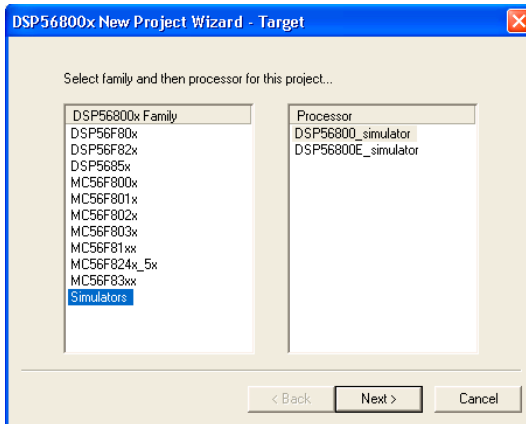 DSP56800x New Project Wizard - Target
Select family and then processor for this project...
DSP56800x Family
DSP56F80x
DSP56F82x
DSP5685x
MC56F800x
MC56F801x
MC56F802x
MC56F803x
MC56F81xx
MC56F824x_5x
MC56F83xx
Simulators
Processor
DSP56800_simulator
DSP56800E_simulator
< Back
Next >
Cancel